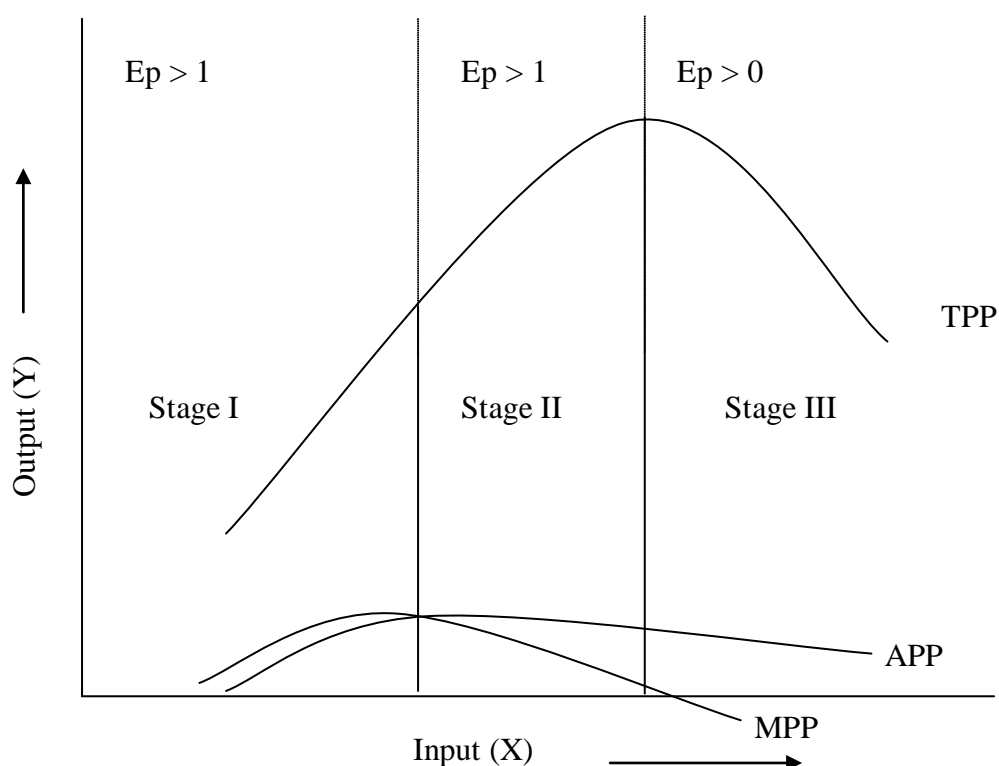 Ep > 1
Ep > 1
Ep > 0
TPP
Output (Y)
Stage I
Stage II
Stage III
APP
MPP
Input (X)